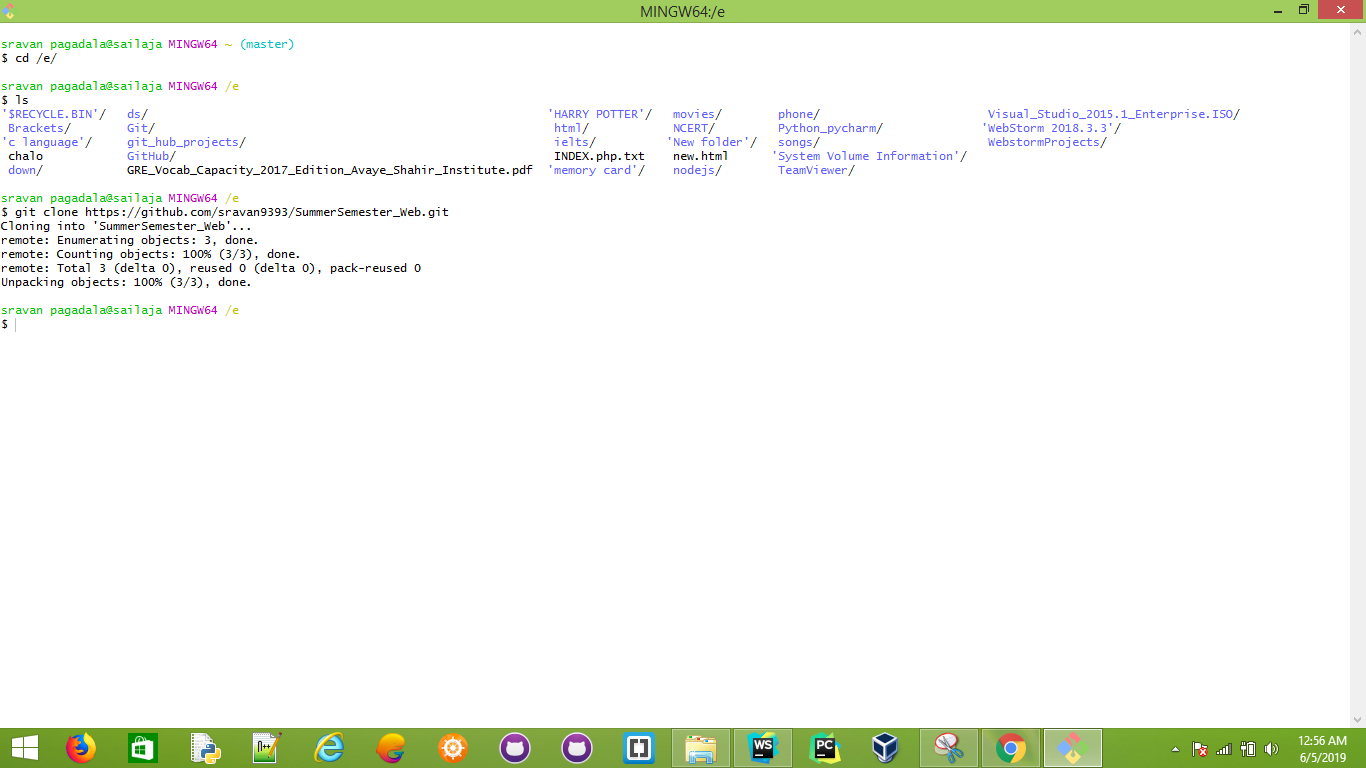 MINGW64:/e
sravan pagadala@sailaja MINGW64 ~ (master)
$ cd /e/
sravan pagadala@sailaja MINGW64 /e
$ ls
'$RECYCLE.BIN'/ ds/ 'HARRY POTTER'/ movies/ phone/ Visual_Studio_2015.1_Enterprise.ISO/
Brackets/ Git/ html/ NCERT/ Python_pycharm/ 'WebStorm 2018.3.3'/
'c language'/ git_hub_projects/ ielts/ 'New folder'/ songs/ WebstormProjects/
chalo GitHub/ INDEX.php.txt new.html 'System Volume Information'/
down/ GRE_Vocab_Capacity_2017_Edition_Avaye_Shahir_Institute.pdf 'memory card'/ nodejs/ TeamViewer/
sravan pagadala@sailaja MINGW64 /e
$ git clone https://github.com/sravan9393/SummerSemester_Web.git
Cloning into 'SummerSemester_Web'...
remote: Enumerating objects: 3, done.
remote: Counting objects: 100% (3/3), done.
remote: Total 3 (delta 0), reused 0 (delta 0), pack-reused 0
Unpacking objects: 100% (3/3), done.
sravan pagadala@sailaja MINGW64 /e
$
WS
PC
12:56 AM
6/5/2019